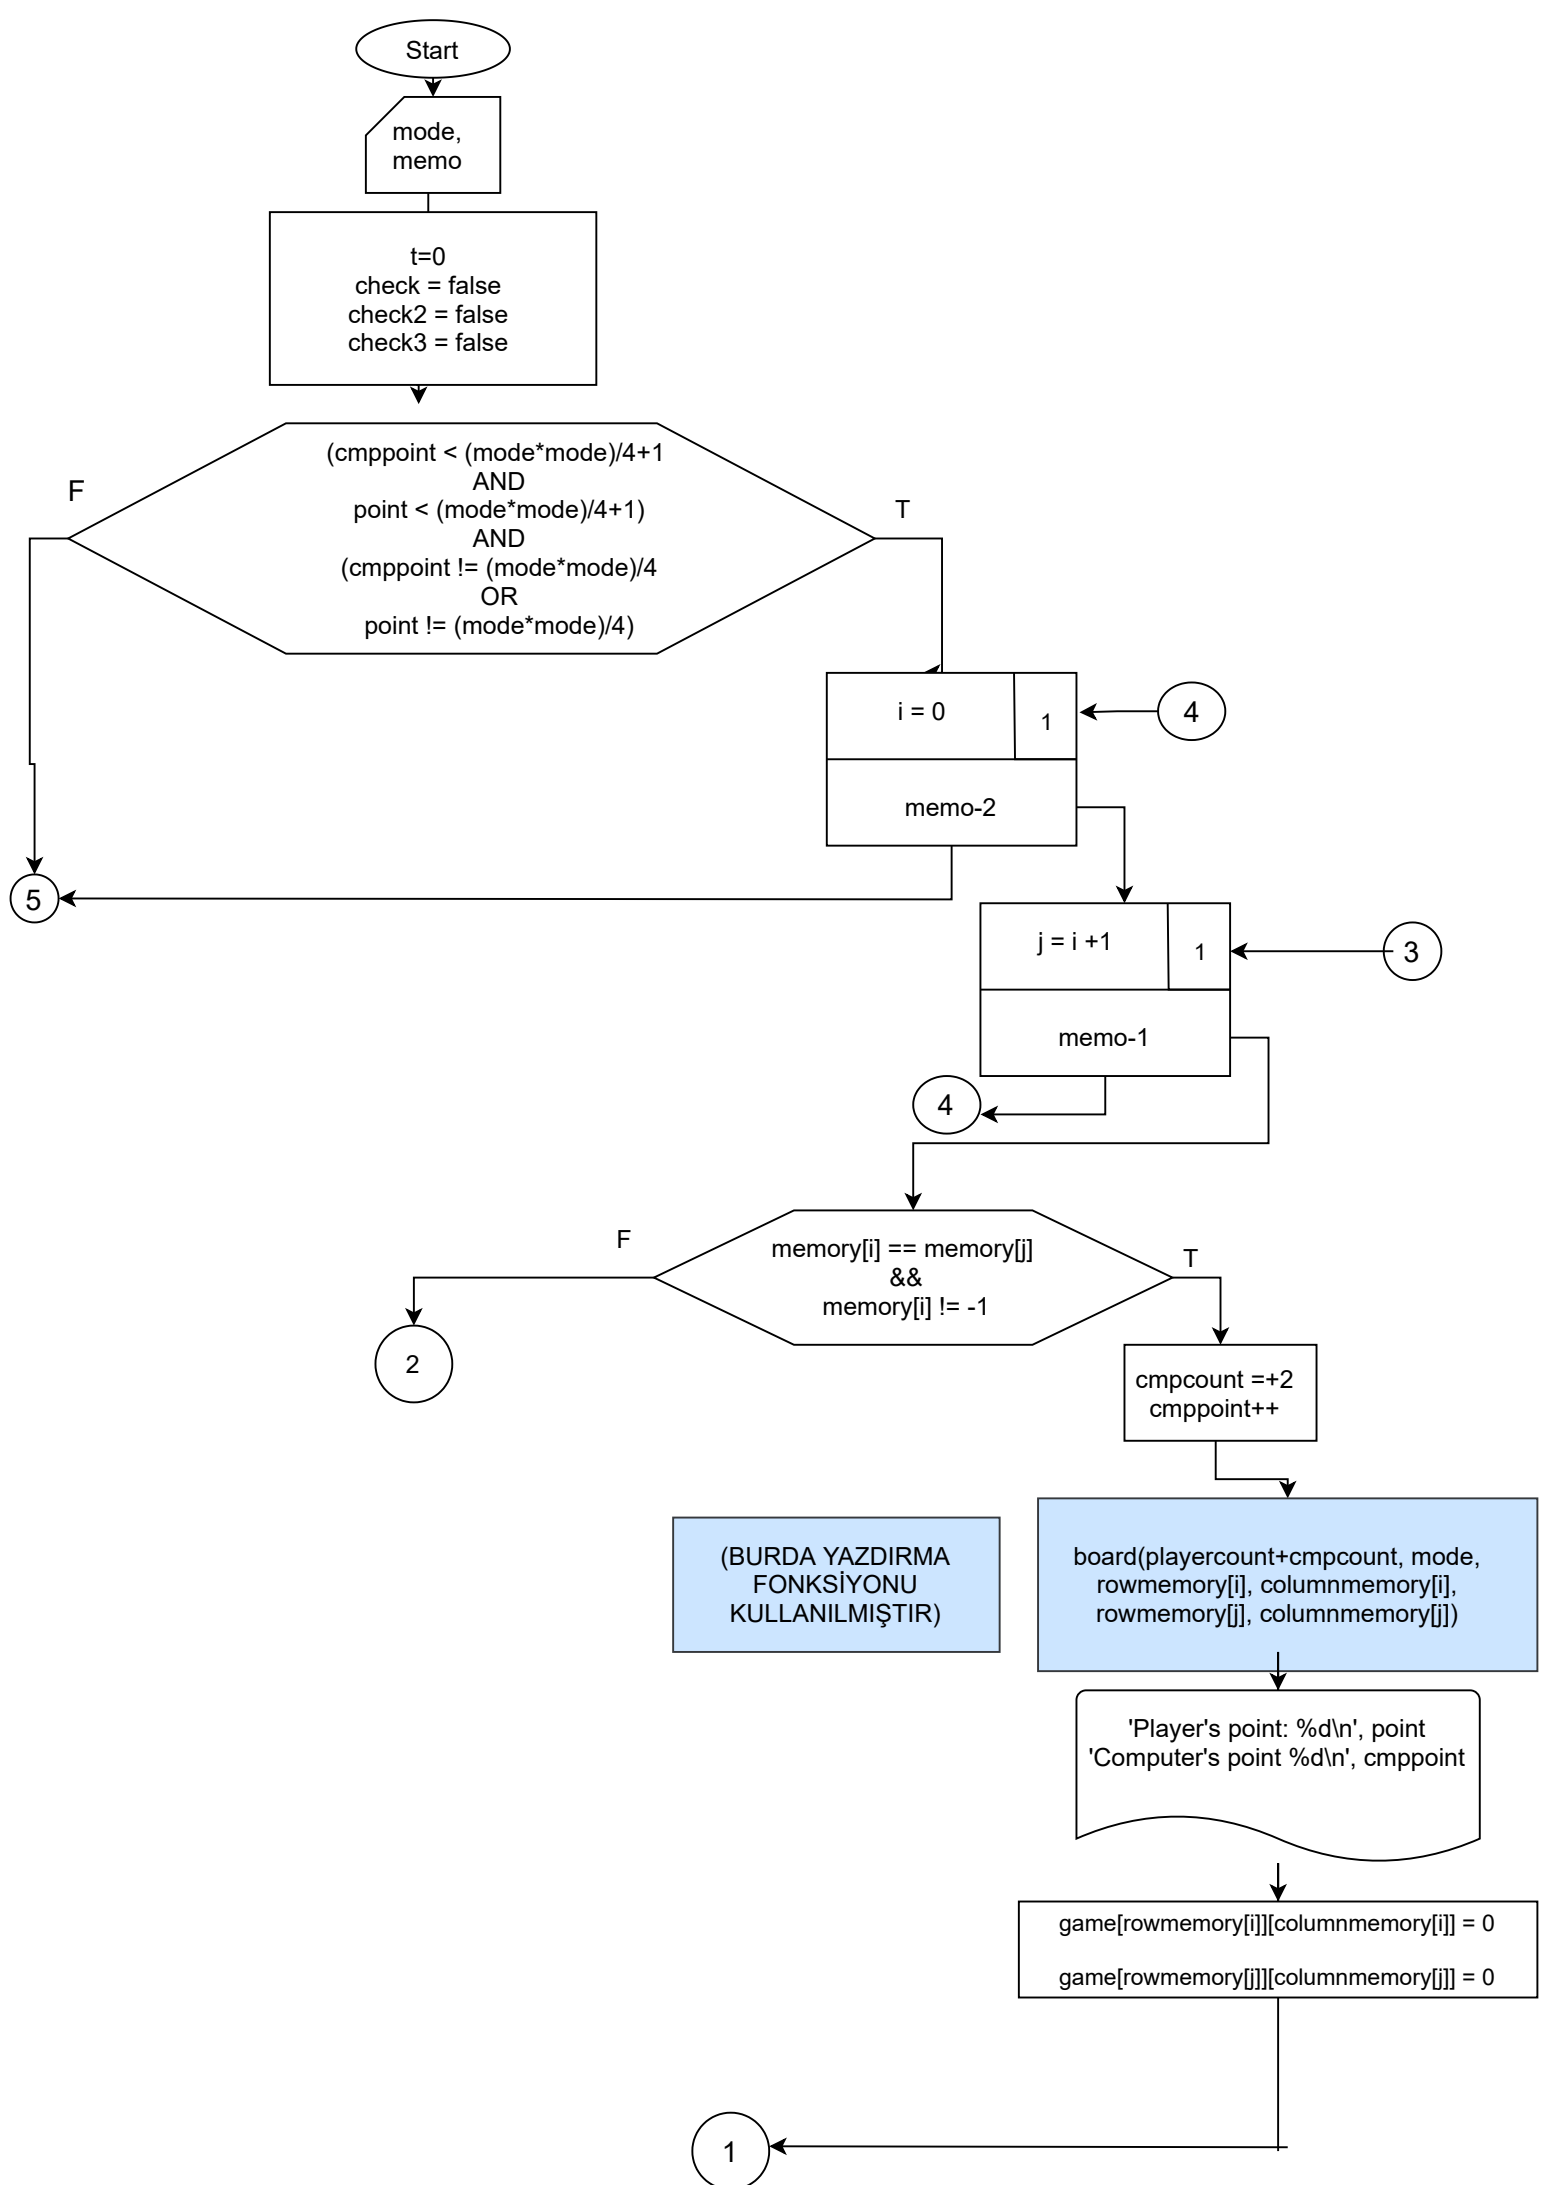 Start
mode,
memo
t=0
check = false
check2 = false
check3 = false
(cmppoint < (mode*mode)/4+1
AND
point < (mode*mode)/4+1)
AND
(cmppoint != (mode*mode)/4
OR
point != (mode*mode)/4)
F
T
i = 0
1
4
memo-2
5
j = i +1
1
3
memo-1
4
F
memory[i] == memory[j]
&&
memory[i] != -1
T
2
cmpcount =+2
cmppoint++
(BURDA YAZDIRMA
FONKSİYONU
KULLANILMIŞTIR)
board(playercount+cmpcount, mode,
rowmemory[i], columnmemory[i],
rowmemory[j], columnmemory[j])
'Player's point: %d\n', point
'Computer's point %d\n', cmppoint
game[rowmemory[i]][columnmemory[i]] = 0
game[rowmemory[j]][columnmemory[j]] = 0
1